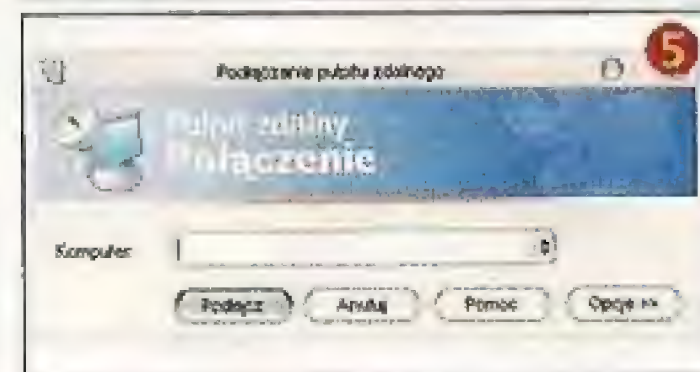 5
Podłączanie pulpitu zdalnego
Pulpit zdalny
Połączenie
Komputer:
Podłącz Anuluj Pomoc Opcje >>